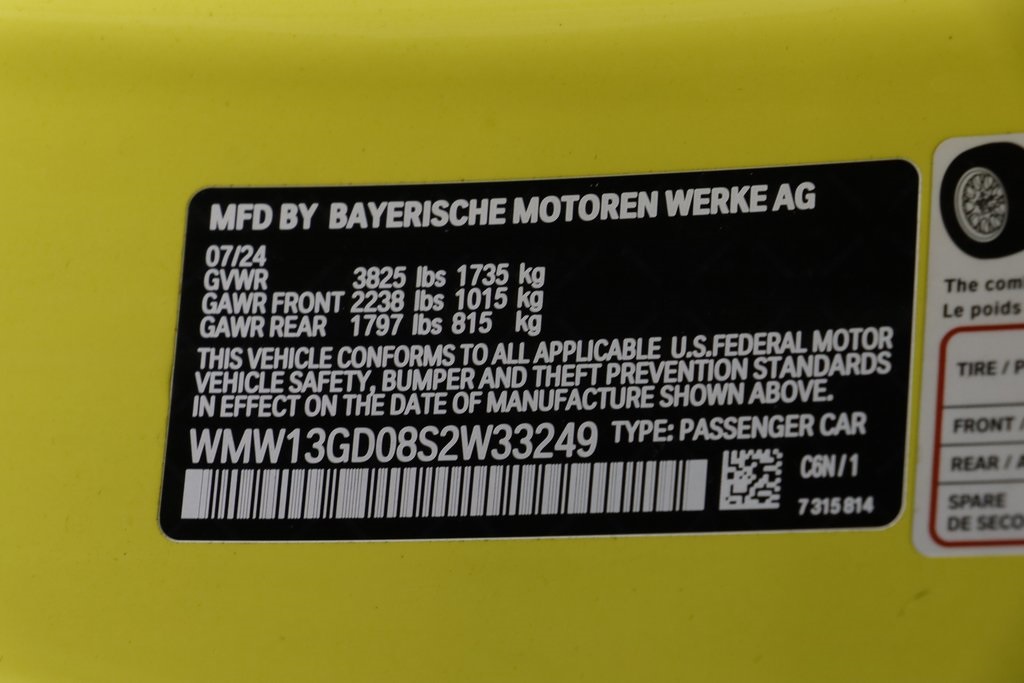 MFD BY BAYERISCHE MOTOREN WERKE AG
07/24
GVWR 3825 lbs 1735 kg
GAWR FRONT 2238 lbs 1015 kg
GAWR REAR 1797 lbs 815 kg
THIS VEHICLE CONFORMS TO ALL APPLICABLE U.S.FEDERAL MOTOR
VEHICLE SAFETY, BUMPER AND THEFT PREVENTION STANDARDS
IN EFFECT ON THE DATE OF MANUFACTURE SHOWN ABOVE.
WMW13GD08S2W33249 TYPE: PASSENGER CAR
C6N/1
7315814
The com
Le poids
TIRE / P
FRONT /
REAR / A
SPARE
DE SECO